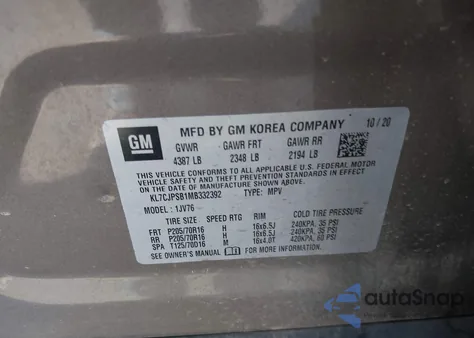 GM
MFD BY GM KOREA COMPANY 10/20
GVWR GAWR FRT GAWR RR
4387 LB 2348 LB 2194 LB
THIS VEHICLE CONFORMS TO ALL APPLICABLE U.S. FEDERAL MOTOR
VEHICLE SAFETY STANDARDS IN EFFECT ON THE DATE OF
MANUFACTURE SHOWN ABOVE.
KL7CJPSB1MB332392 TYPE: MPV
MODEL: 1JV76
TIRE SIZE SPEED RTG RIM COLD TIRE PRESSURE
FRT P205/70R16 H 16x6.5J 240KPA, 35 PSI
RR P205/70R16 H 16x6.5J 240KPA, 35 PSI
SPA T125/70D16 M 16x4.0T 420KPA, 60 PSI
SEE OWNER'S MANUAL FOR MORE INFORMATION.
autoSnap